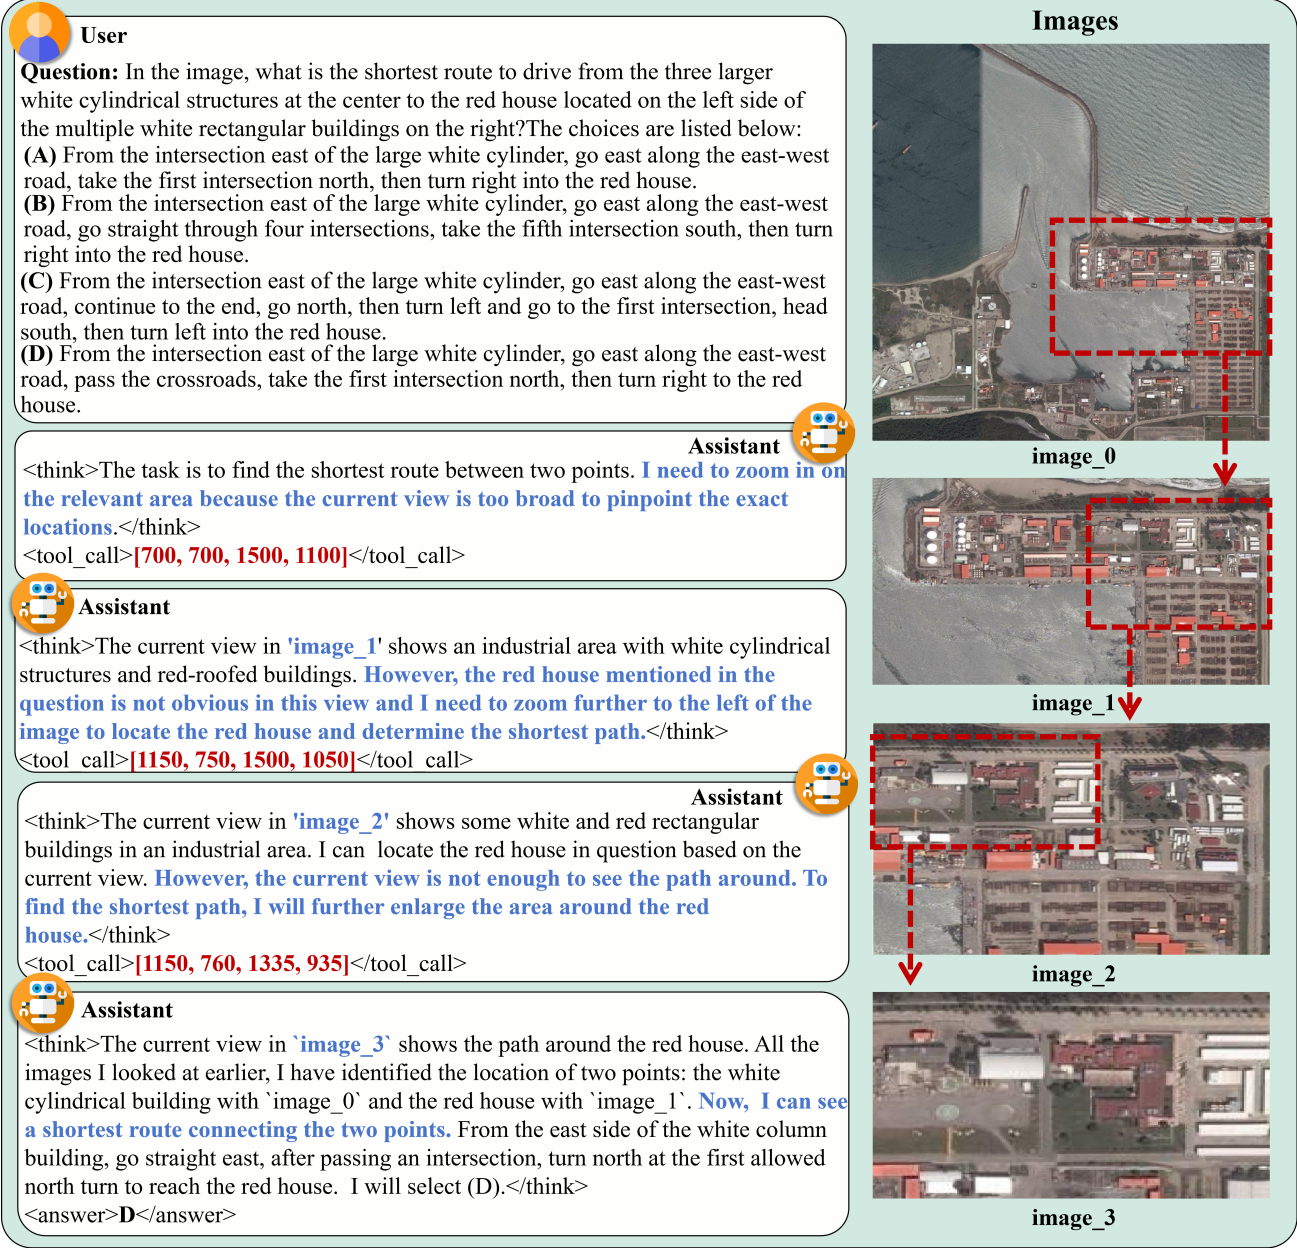 User
Question: In the image, what is the shortest route to drive from the three larger
white cylindrical structures at the center to the red house located on the left side of
the multiple white rectangular buildings on the right?The choices are listed below:
(A) From the intersection east of the large white cylinder, go east along the east-west
road, take the first intersection north, then turn right into the red house.
(B) From the intersection east of the large white cylinder, go east along the east-west
road, go straight through four intersections, take the fifth intersection south, then turn
right into the red house.
(C) From the intersection east of the large white cylinder, go east along the east-west
road, continue to the end, go north, then turn left and go to the first intersection, head
south, then turn left into the red house.
(D) From the intersection east of the large white cylinder, go east along the east-west
road, pass the crossroads, take the first intersection north, then turn right to the red
house.
Assistant
<think>The task is to find the shortest route between two points. I need to zoom in on
the relevant area because the current view is too broad to pinpoint the exact
locations.</think>
<tool_call>[700, 700, 1500, 1100]</tool_call>
Assistant
<think>The current view in 'image_1' shows an industrial area with white cylindrical
structures and red-roofed buildings. However, the red house mentioned in the
question is not obvious in this view and I need to zoom further to the left of the
image to locate the red house and determine the shortest path.</think>
<tool_call>[1150, 750, 1500, 1050]</tool_call>
Assistant
<think>The current view in 'image_2' shows some white and red rectangular
buildings in an industrial area. I can locate the red house in question based on the
current view. However, the current view is not enough to see the path around. To
find the shortest path, I will further enlarge the area around the red
house.</think>
<tool_call>[1150, 760, 1335, 935]</tool_call>
Assistant
<think>The current view in `image_3` shows the path around the red house. All the
images I looked at earlier, I have identified the location of two points: the white
cylindrical building with `image_0` and the red house with `image_1`. Now, I can see
a shortest route connecting the two points. From the east side of the white column
building, go straight east, after passing an intersection, turn north at the first allowed
north turn to reach the red house. I will select (D).</think>
<answer>D</answer>
Images
image_0
image_1
image_2
image_3